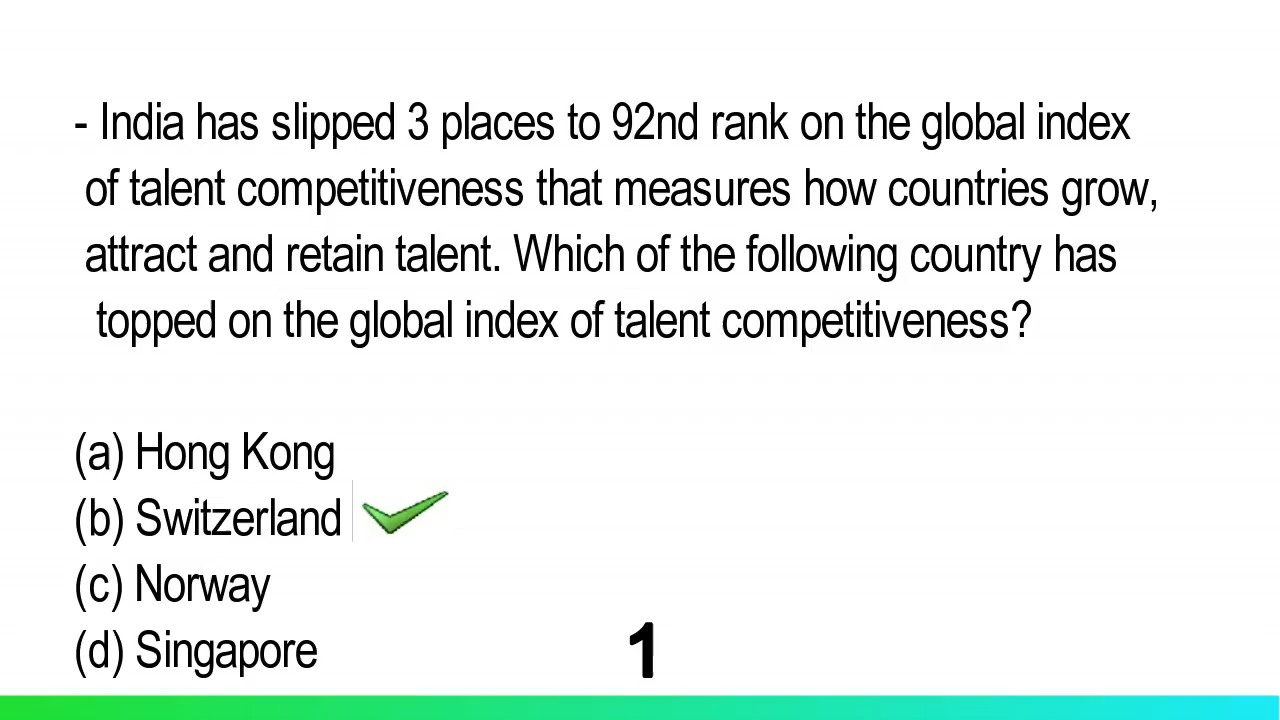 - India has slipped 3 places to 92nd rank on the global index
of talent competitiveness that measures how countries grow,
attract and retain talent. Which of the following country has
topped on the global index of talent competitiveness?
(a) Hong Kong
(b) Switzerland
(c) Norway
(d) Singapore
1